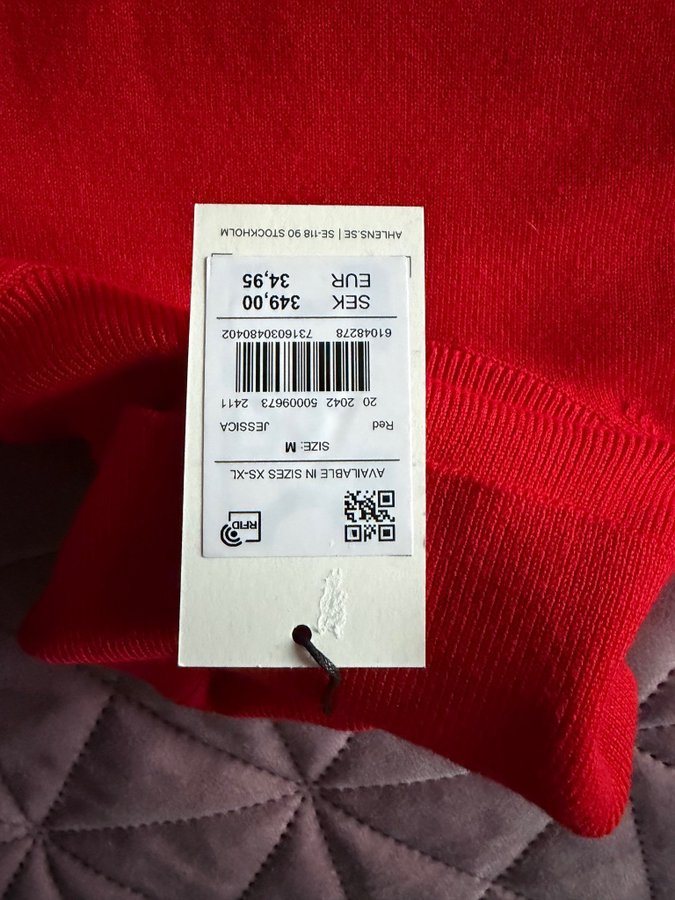 RFID
AVAILABLE IN SIZES XS-XL
SIZE: M
Red JESSICA
20 2042 50009673 2411
61048278 7316030480402
SEK 349,00
EUR 34,95
AHLENS.SE | SE-118 90 STOCKHOLM